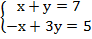 x + y = 7
−x + 3y = 5